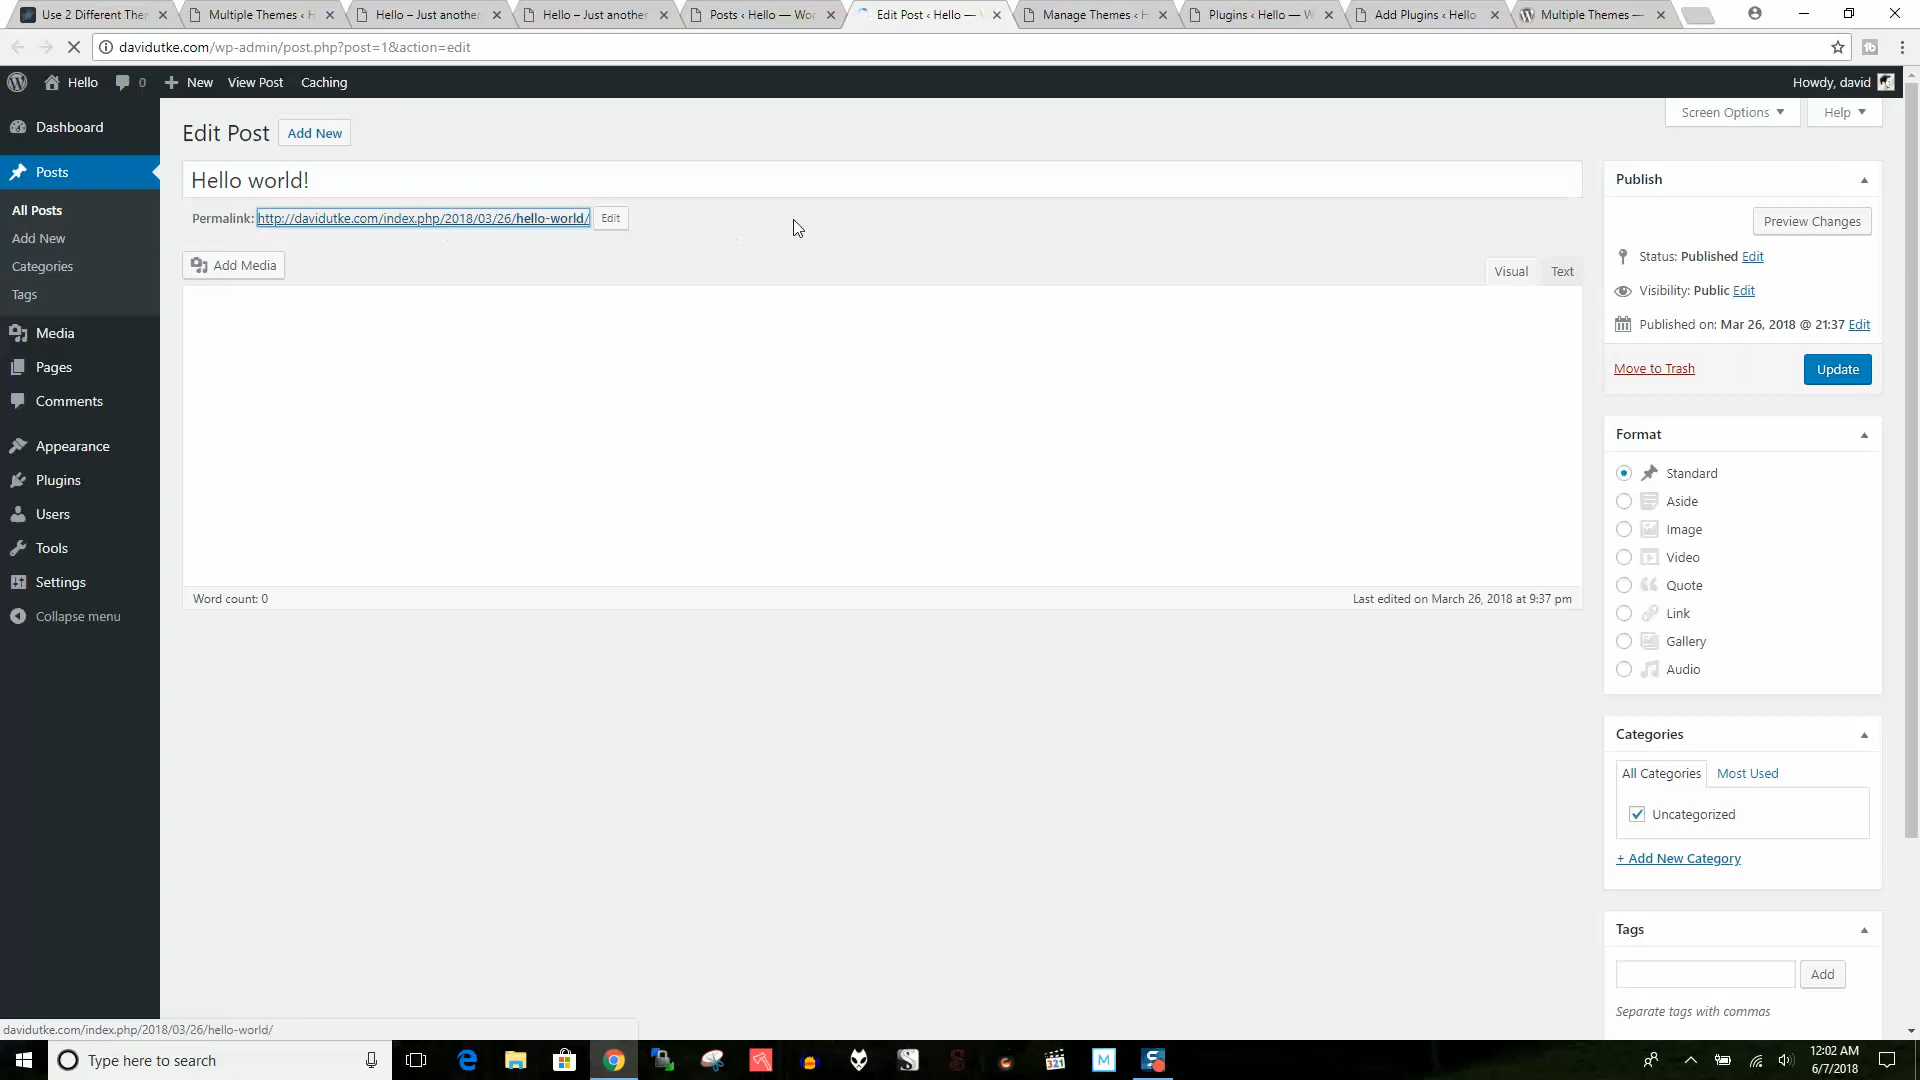 Use 2 Different Then
Multiple Themes ‹ H
Hello – Just another
Hello – Just another
Posts ‹ Hello — Wor
Edit Post ‹ Hello —
Manage Themes ‹ H
Plugins ‹ Hello — W
Add Plugins ‹ Hello
Multiple Themes —
davidutke.com/wp-admin/post.php?post=1&action=edit
Hello
0
New
View Post
Caching
Howdy, david
Screen Options
Help
Dashboard
Posts
All Posts
Add New
Categories
Tags
Media
Pages
Comments
Appearance
Plugins
Users
Tools
Settings
Collapse menu
Edit Post
Add New
Hello world!
Permalink: http://davidutke.com/index.php/2018/03/26/hello-world/ Edit
Add Media
Visual
Text
Word count: 0
Last edited on March 26, 2018 at 9:37 pm
Publish
Preview Changes
Status: Published Edit
Visibility: Public Edit
Published on: Mar 26, 2018 @ 21:37 Edit
Move to Trash
Update
Format
Standard
Aside
Image
Video
Quote
Link
Gallery
Audio
Categories
All Categories
Most Used
Uncategorized
+ Add New Category
Tags
Add
Separate tags with commas
davidutke.com/index.php/2018/03/26/hello-world/
Type here to search
321
M
12:02 AM
6/7/2018